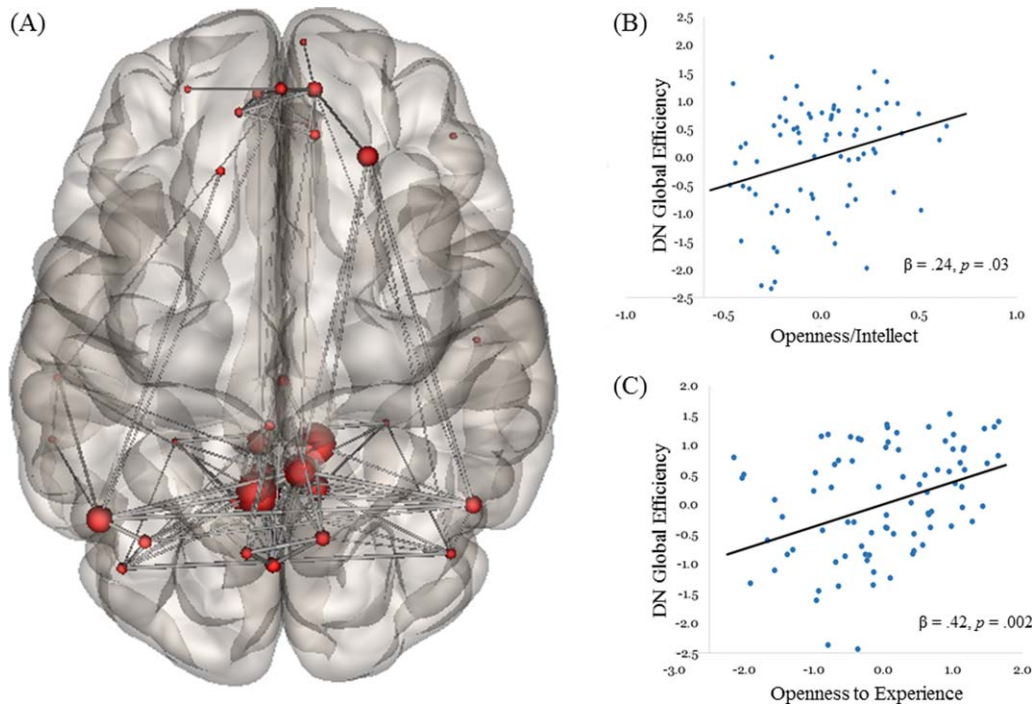 (A)
(B)
DN Global Efficiency
2.5
2.0
1.5
1.0
0.5
0.0
-0.5
-1.0
-1.5
-2.0
-2.5
β = .24, p = .03
-1.0 -0.5 0.0 0.5 1.0
Openness/Intellect
(C)
DN Global Efficiency
2.0
1.5
1.0
0.5
0.0
-0.5
-1.0
-1.5
-2.0
-2.5
β = .42, p = .002
-3.0 -2.0 -1.0 0.0 1.0 2.0
Openness to Experience